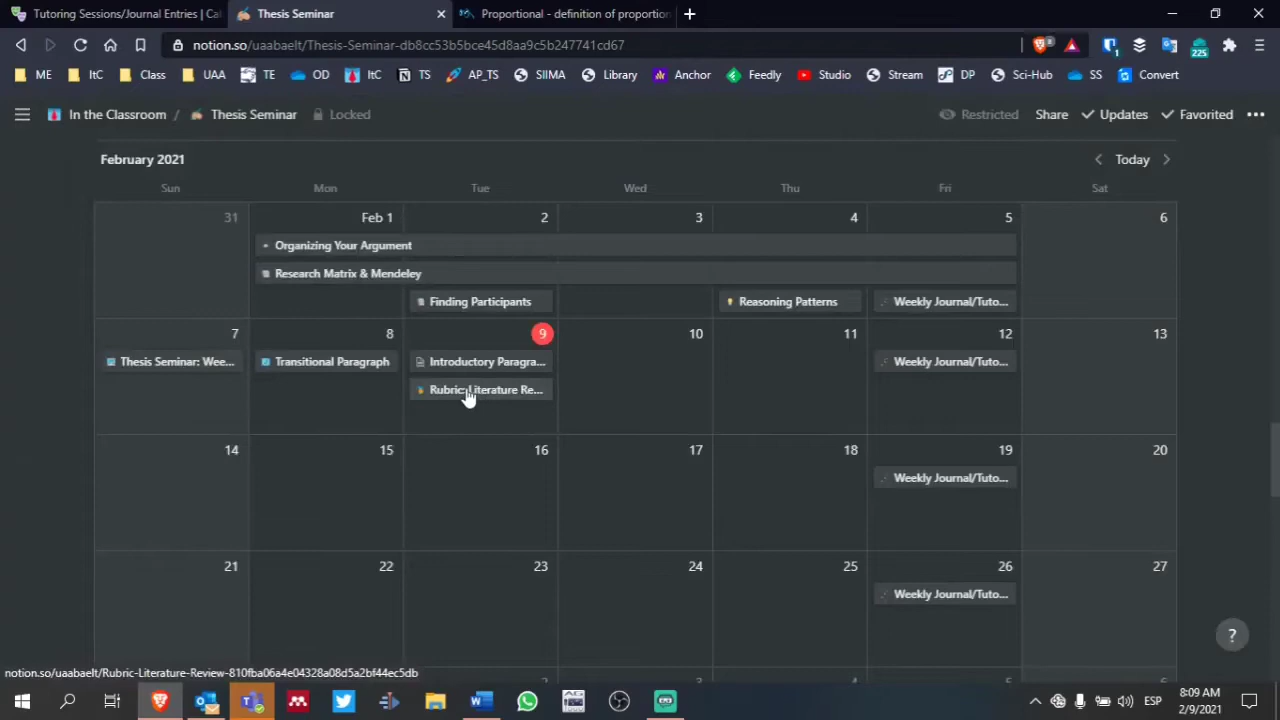 Tutoring Sessions/Journal Entries | Cal
Thesis Seminar
Proportional - definition of proportion
notion.so/uaabaelt/Thesis-Seminar-db8cc53b5bce45d8aa9c5b247741cd67
ME
ItC
Class
UAA
TE
OD
ItC
TS
AP_TS
SIIMA
Library
Anchor
Feedly
Studio
Stream
DP
Sci-Hub
SS
Convert
In the Classroom / Thesis Seminar Locked
Restricted Share Updates Favorited
February 2021
Today
Sun Mon Tue Wed Thu Fri Sat
31 Feb 1 2 3 4 5 6
Organizing Your Argument
Research Matrix & Mendeley
Finding Participants Reasoning Patterns Weekly Journal/Tuto...
7 8 9 10 11 12 13
Thesis Seminar: Wee... Transitional Paragraph Introductory Paragra... Weekly Journal/Tuto...
Rubric: Literature Re...
14 15 16 17 18 19 20
Weekly Journal/Tuto...
21 22 23 24 25 26 27
Weekly Journal/Tuto...
?
notion.so/uaabaelt/Rubric-Literature-Review-810fba06a4e04328a08d5a2bf44ec5db
ESP
8:09 AM
2/9/2021